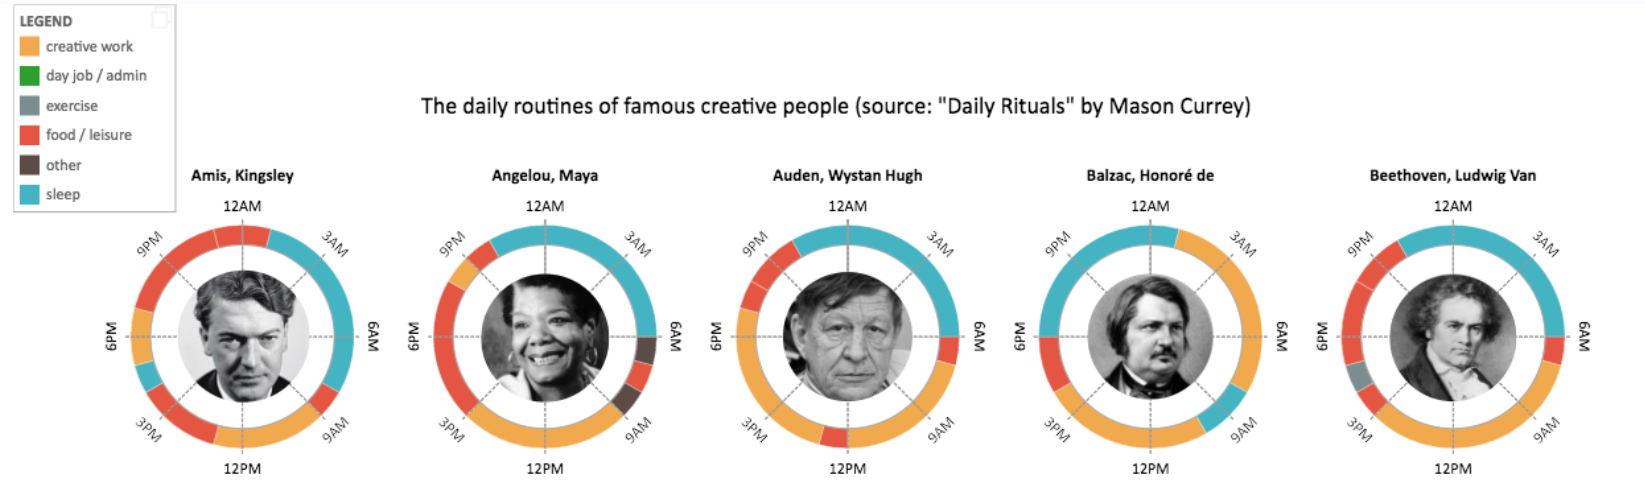 LEGEND
creative work
day job / admin
exercise
food / leisure
other
sleep
The daily routines of famous creative people (source: "Daily Rituals" by Mason Currey)
Amis, Kingsley
12AM
9PM
3AM
6PM
6AM
3PM
9AM
12PM
Angelou, Maya
12AM
9PM
3AM
6PM
6AM
3PM
9AM
12PM
Auden, Wystan Hugh
12AM
9PM
3AM
6PM
6AM
3PM
9AM
12PM
Balzac, Honoré de
12AM
9PM
3AM
6PM
6AM
3PM
9AM
12PM
Beethoven, Ludwig Van
12AM
9PM
3AM
6PM
6AM
3PM
9AM
12PM